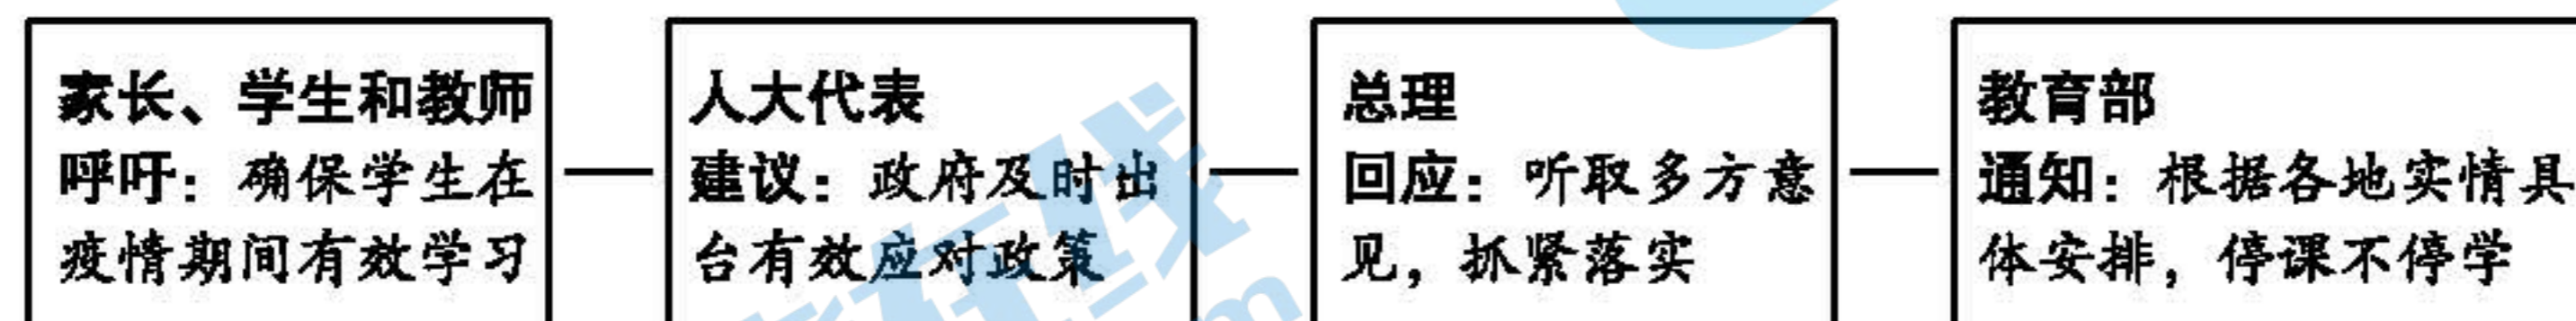 家长、学生和教师
呼吁：确保学生在
疫情期间有效学习
人大代表
建议：政府及时出
台有效应对政策
总理
回应：听取多方意
见，抓紧落实
教育部
通知：根据各地实情具
体安排，停课不停学